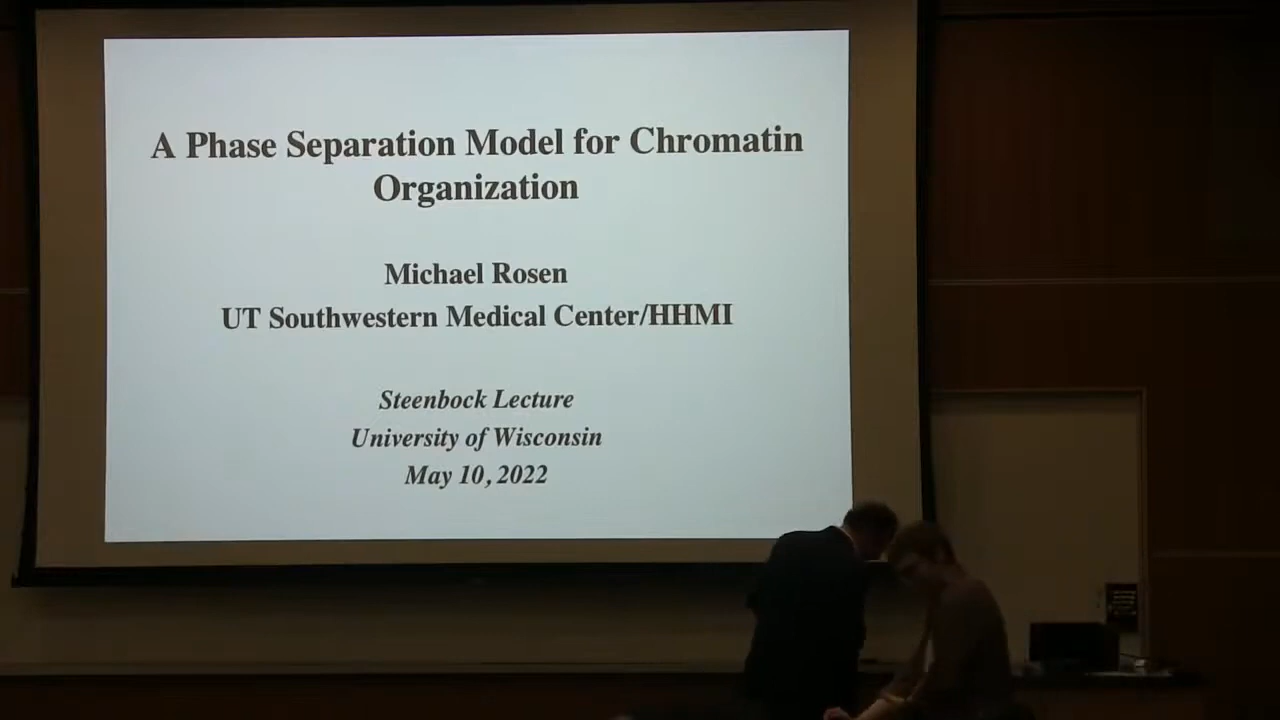 A Phase Separation Model for Chromatin
Organization
Michael Rosen
UT Southwestern Medical Center/HHMI
Steenbock Lecture
University of Wisconsin
May 10, 2022